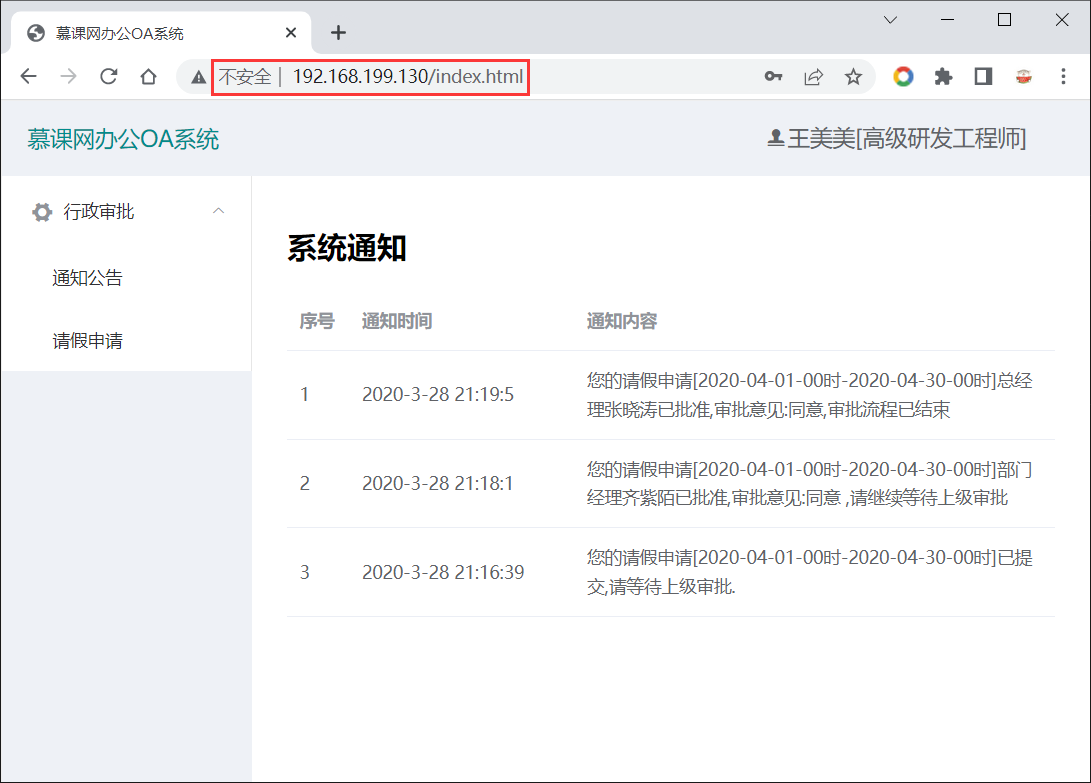 慕课网办公OA系统
不安全 | 192.168.199.130/index.html
慕课网办公OA系统
王美美[高级研发工程师]
行政审批
通知公告
请假申请
系统通知
序号 通知时间 通知内容
1 2020-3-28 21:19:5 您的请假申请[2020-04-01-00时-2020-04-30-00时]总经
理张晓涛已批准,审批意见:同意,审批流程已结束
2 2020-3-28 21:18:1 您的请假申请[2020-04-01-00时-2020-04-30-00时]部门
经理齐紫陌已批准,审批意见:同意 ,请继续等待上级审批
3 2020-3-28 21:16:39 您的请假申请[2020-04-01-00时-2020-04-30-00时]已提
交,请等待上级审批.